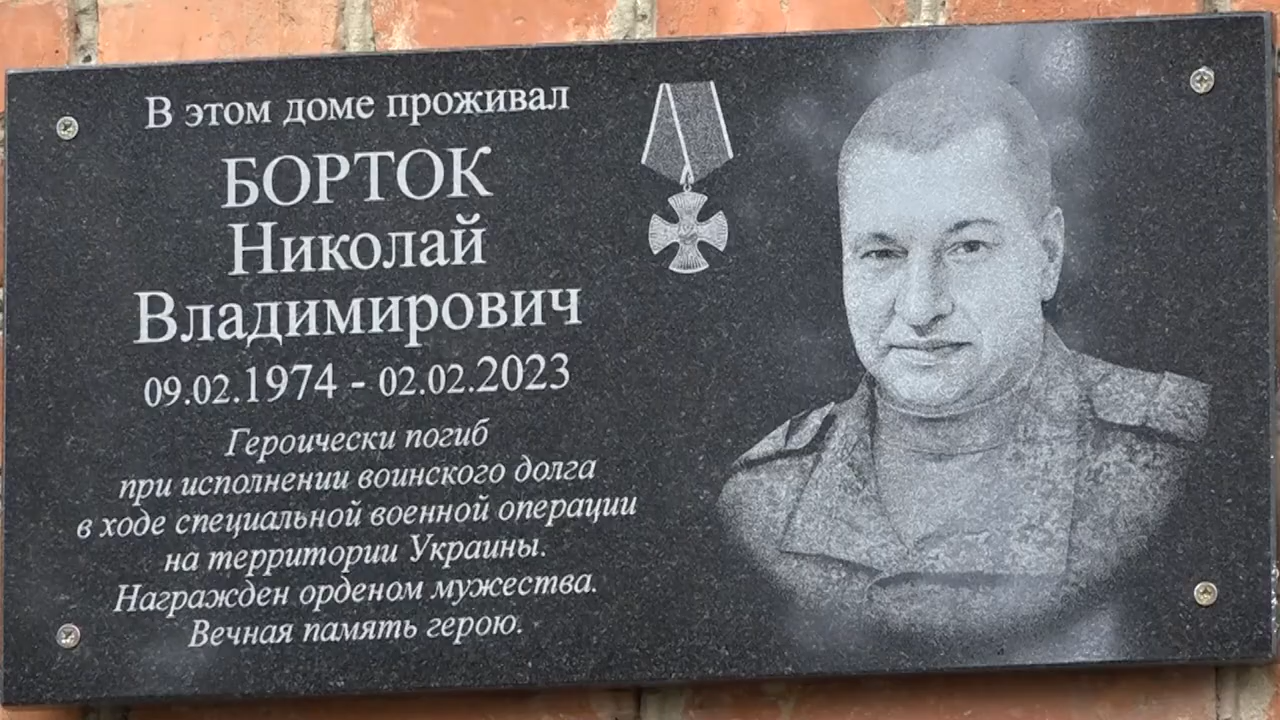 В этом доме проживал
БОРТОК
Николай
Владимирович
09.02.1974 - 02.02.2023
Героически погиб
при исполнении воинского долга
в ходе специальной военной операции
на территории Украины.
Награжден орденом мужества.
Вечная память герою.